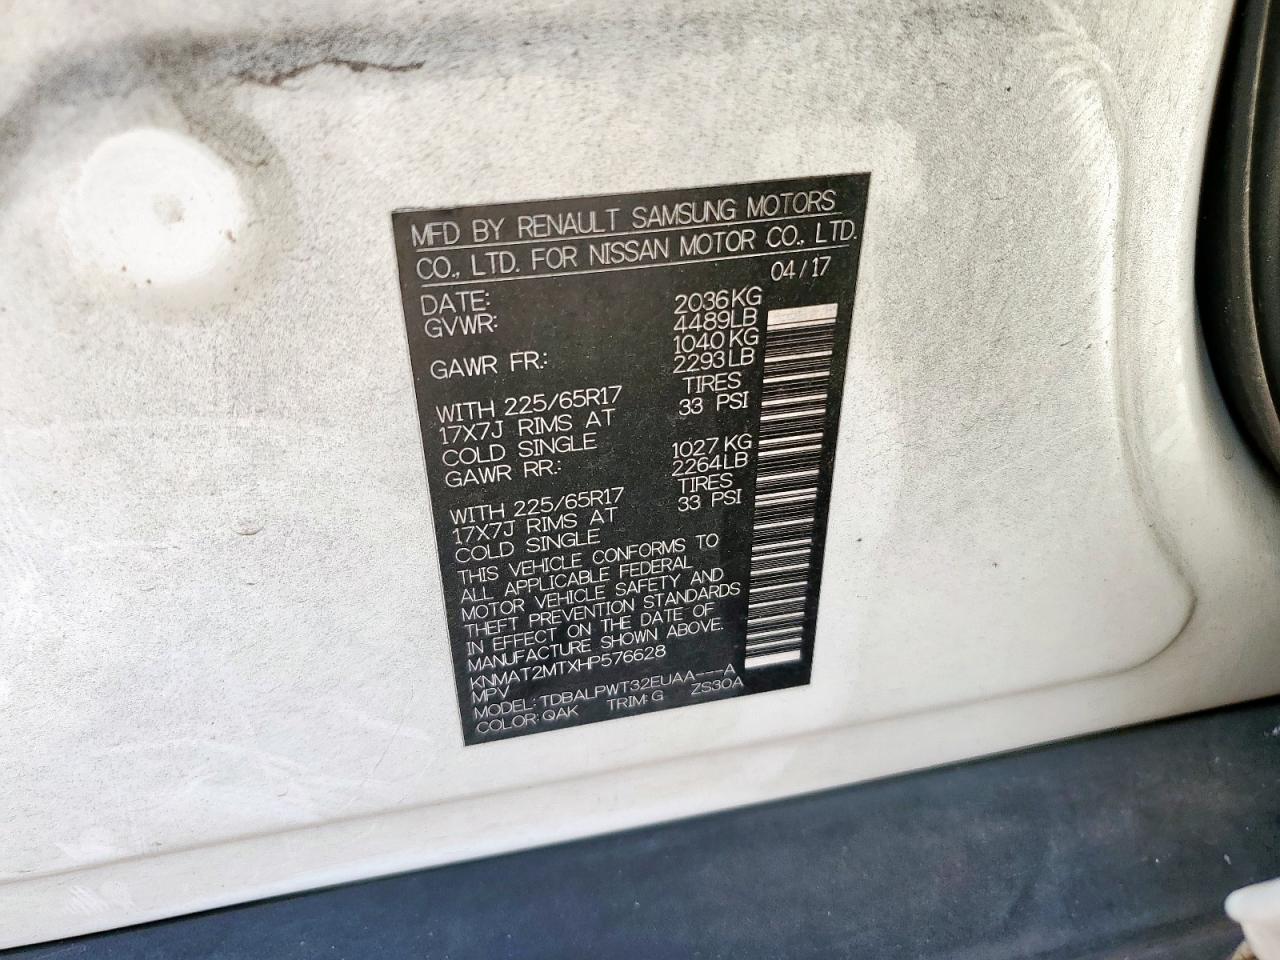 MFD BY RENAULT SAMSUNG MOTORS
CO., LTD. FOR NISSAN MOTOR CO., LTD.
DATE: 04/17
GVWR: 2036KG
4489LB
GAWR FR.: 1040KG
2293LB
WITH 225/65R17 TIRES
17X7J RIMS AT 33 PSI
COLD SINGLE
GAWR RR.: 1027KG
2264LB
WITH 225/65R17 TIRES
17X7J RIMS AT 33 PSI
COLD SINGLE
THIS VEHICLE CONFORMS TO
ALL APPLICABLE FEDERAL
MOTOR VEHICLE SAFETY AND
THEFT PREVENTION STANDARDS
IN EFFECT ON THE DATE OF
MANUFACTURE SHOWN ABOVE.
KNMAT2MTXHP576628
MPV
MODEL: TDBALPWT32EUAA---A
COLOR: QAK TRIM: G ZS30A